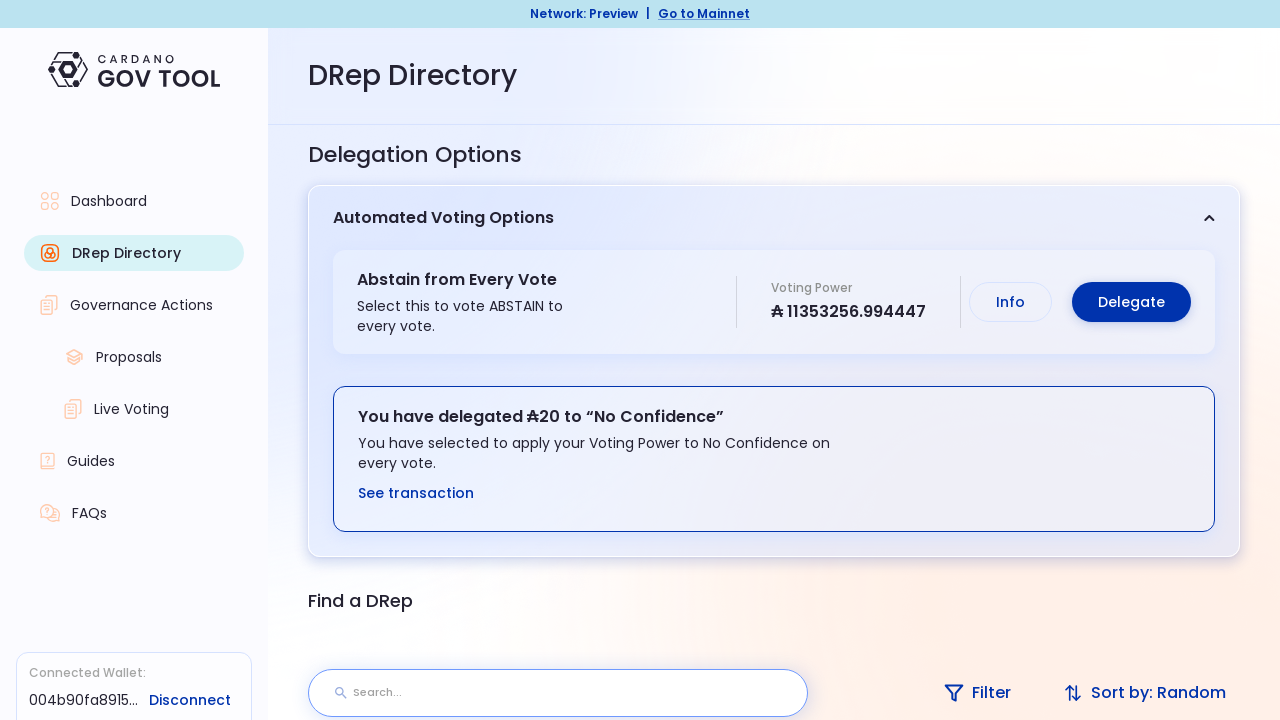 Network: Preview | Go to Mainnet
CARDANO
GOV TOOL
Dashboard
DRep Directory
Governance Actions
Proposals
Live Voting
Guides
FAQs
Connected Wallet:
004b90fa8915... Disconnect
DRep Directory
Delegation Options
Automated Voting Options
Abstain from Every Vote
Select this to vote ABSTAIN to
every vote.
Voting Power
₳ 11353256.994447
Info
Delegate
You have delegated ₳20 to “No Confidence”
You have selected to apply your Voting Power to No Confidence on
every vote.
See transaction
Find a DRep
Search...
Filter
Sort by: Random